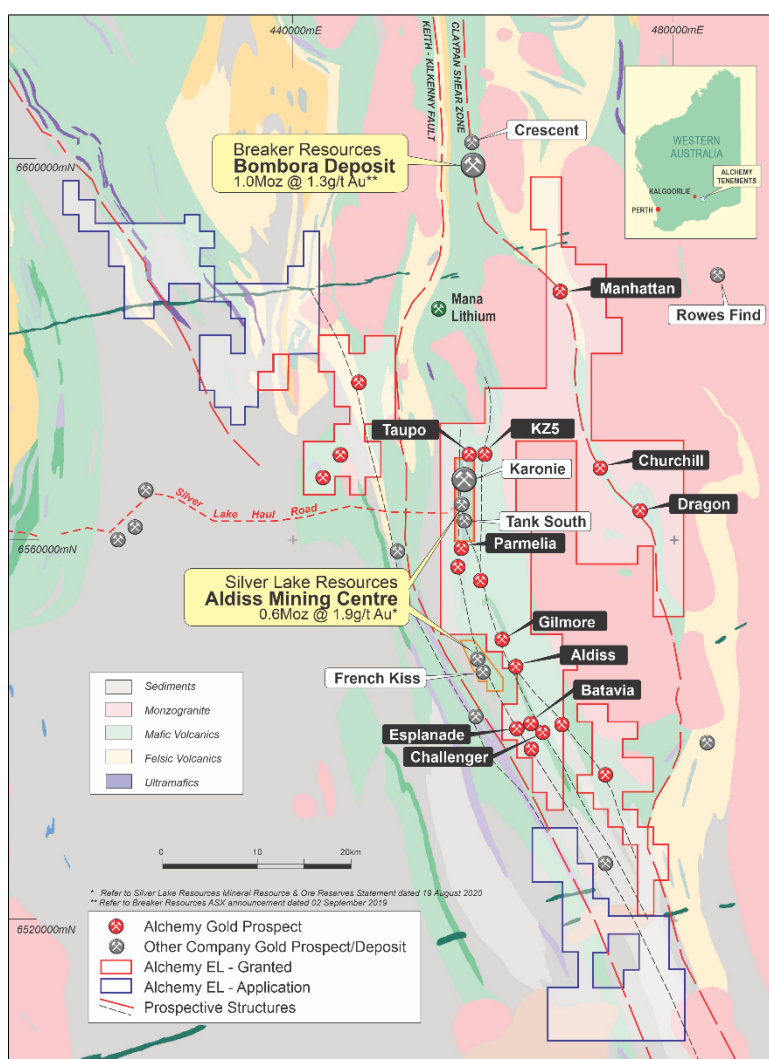 440000mE
480000mE
KEITH - KILKENNY FAULT
CLAYPAN SHEAR ZONE
Crescent
Breaker Resources
Bombora Deposit
1.0Moz @ 1.3g/t Au**
6600000mN
WESTERN
AUSTRALIA
KALGOORLIE
ALCHEMY
TENEMENTS
PERTH
Manhattan
Rowes Find
Mana
Lithium
Taupo
KZ5
Karonie
Churchill
Silver Lake Haul Road
Tank South
Dragon
6560000mN
Parmelia
Silver Lake Resources
Aldiss Mining Centre
0.6Moz @ 1.9g/t Au*
Gilmore
Aldiss
French Kiss
Batavia
Esplanade
Challenger
Sediments
Monzogranite
Mafic Volcanics
Felsic Volcanics
Ultramafics
0 10 20km
* Refer to Silver Lake Resources Mineral Resource & Ore Reserves Statement dated 19 August 2020
** Refer to Breaker Resources ASX announcement dated 02 September 2019
6520000mN
Alchemy Gold Prospect
Other Company Gold Prospect/Deposit
Alchemy EL - Granted
Alchemy EL - Application
Prospective Structures